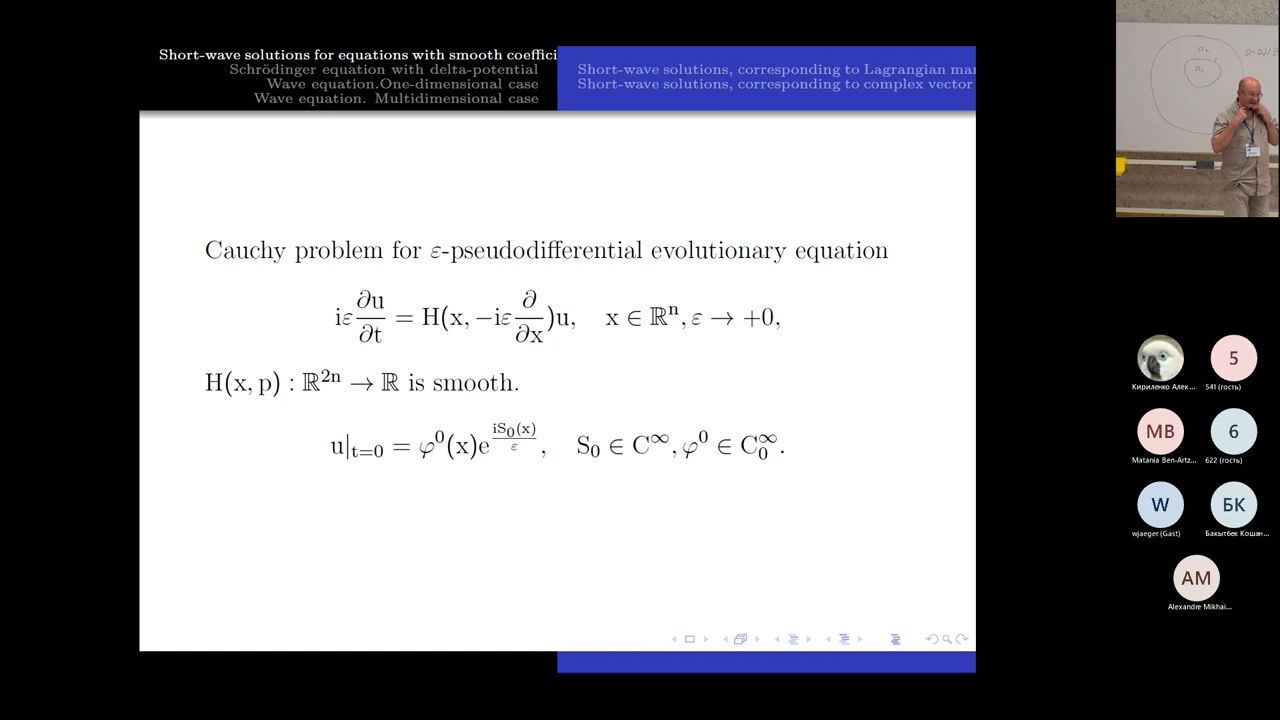 Short-wave solutions for equations with smooth coeffici
Schrödinger equation with delta-potential
Wave equation.One-dimensional case
Wave equation. Multidimensional case
Short-wave solutions, corresponding to Lagrangian ma
Short-wave solutions, corresponding to complex vector
Cauchy problem for ε-pseudodifferential evolutionary equation
iε ∂u/∂t = H(x, −iε ∂/∂x)u, x ∈ ℝⁿ, ε → +0,
H(x, p) : ℝ²ⁿ → ℝ is smooth.
u|ₜ₌₀ = φ⁰(x)e^{iS₀(x)/ε}, S₀ ∈ C^∞, φ⁰ ∈ C₀^∞.
Кириленко Алек...
5
541 (гость)
MB
Matania Ben-Artz...
6
622 (гость)
W
wjaeger (Gast)
БК
Бакытбек Кошан...
AM
Alexandre Mikhai...